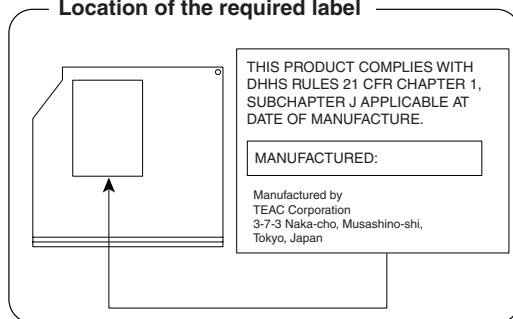 Location of the required label
THIS PRODUCT COMPLIES WITH
DHHS RULES 21 CFR CHAPTER 1,
SUBCHAPTER J APPLICABLE AT
DATE OF MANUFACTURE.
MANUFACTURED:
Manufactured by
TEAC Corporation
3-7-3 Naka-cho, Musashino-shi,
Tokyo, Japan